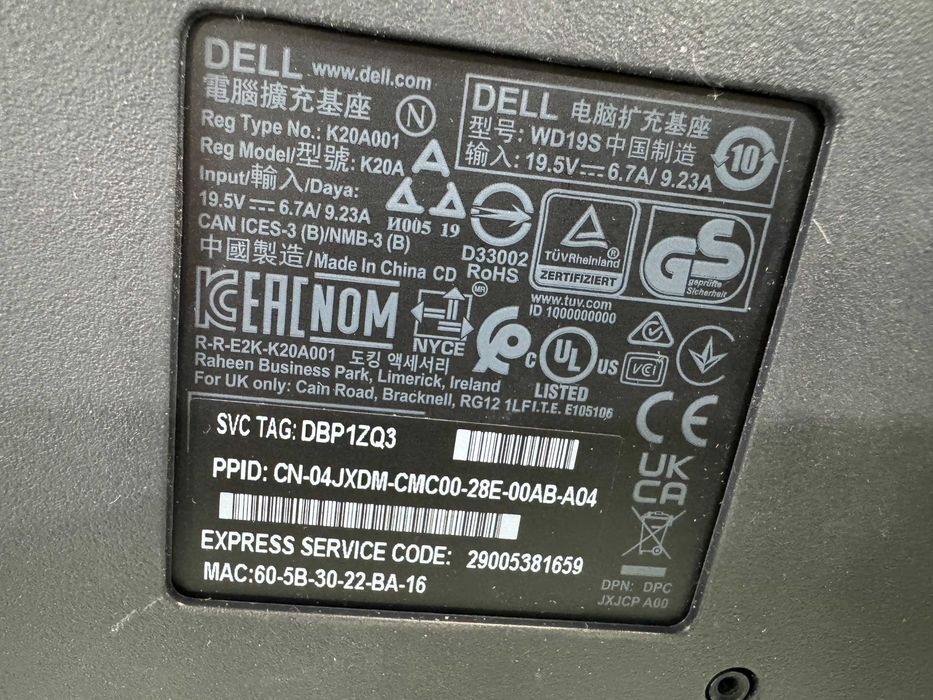 DELL www.dell.com
電腦擴充基座
N
Reg Type No.: K20A001
Reg Model/型號: K20A
Input/輸入/Daya:
19.5V⎓ 6.7A/ 9.23A
CAN ICES-3 (B)/NMB-3 (B)
中國製造/Made in China CD
DELL 电脑扩充基座
型号: WD19S 中国制造
输入: 19.5V⎓ 6.7A/ 9.23A
10
И005 19
D33002
RoHS
TÜVRheinland®
ZERTIFIZIERT
www.tuv.com
ID 1000000000
GS
geprüfte
Sicherheit
KC EAC NOM
NYCE
MR
C UL US
LISTED
I.T.E. E105106
VCI
R-R-E2K-K20A001 도킹 액세서리
Raheen Business Park, Limerick, Ireland
For UK only: Cain Road, Bracknell, RG12 1LF
CE
UK
CA
SVC TAG: DBP1ZQ3
PPID: CN-04JXDM-CMC00-28E-00AB-A04
EXPRESS SERVICE CODE: 29005381659
MAC:60-5B-30-22-BA-16
DPN: DPC
JXJCP A00